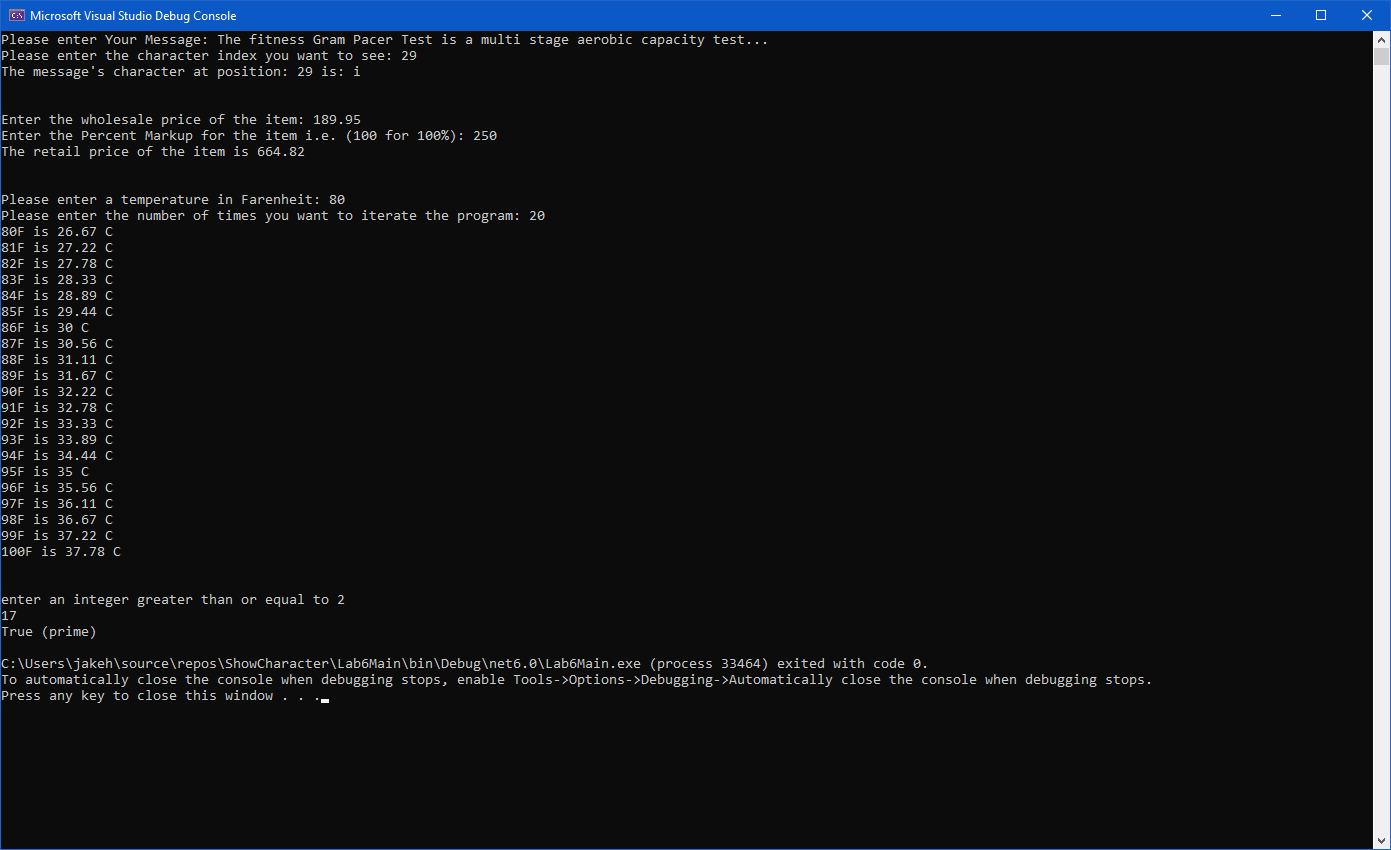 Microsoft Visual Studio Debug Console
Please enter Your Message: The fitness Gram Pacer Test is a multi stage aerobic capacity test...
Please enter the character index you want to see: 29
The message's character at position: 29 is: i
Enter the wholesale price of the item: 189.95
Enter the Percent Markup for the item i.e. (100 for 100%): 250
The retail price of the item is 664.82
Please enter a temperature in Farenheit: 80
Please enter the number of times you want to iterate the program: 20
80F is 26.67 C
81F is 27.22 C
82F is 27.78 C
83F is 28.33 C
84F is 28.89 C
85F is 29.44 C
86F is 30 C
87F is 30.56 C
88F is 31.11 C
89F is 31.67 C
90F is 32.22 C
91F is 32.78 C
92F is 33.33 C
93F is 33.89 C
94F is 34.44 C
95F is 35 C
96F is 35.56 C
97F is 36.11 C
98F is 36.67 C
99F is 37.22 C
100F is 37.78 C
enter an integer greater than or equal to 2
17
True (prime)
C:\Users\jakeh\source\repos\ShowCharacter\Lab6Main\bin\Debug\net6.0\Lab6Main.exe (process 33464) exited with code 0.
To automatically close the console when debugging stops, enable Tools->Options->Debugging->Automatically close the console when debugging stops.
Press any key to close this window . . .